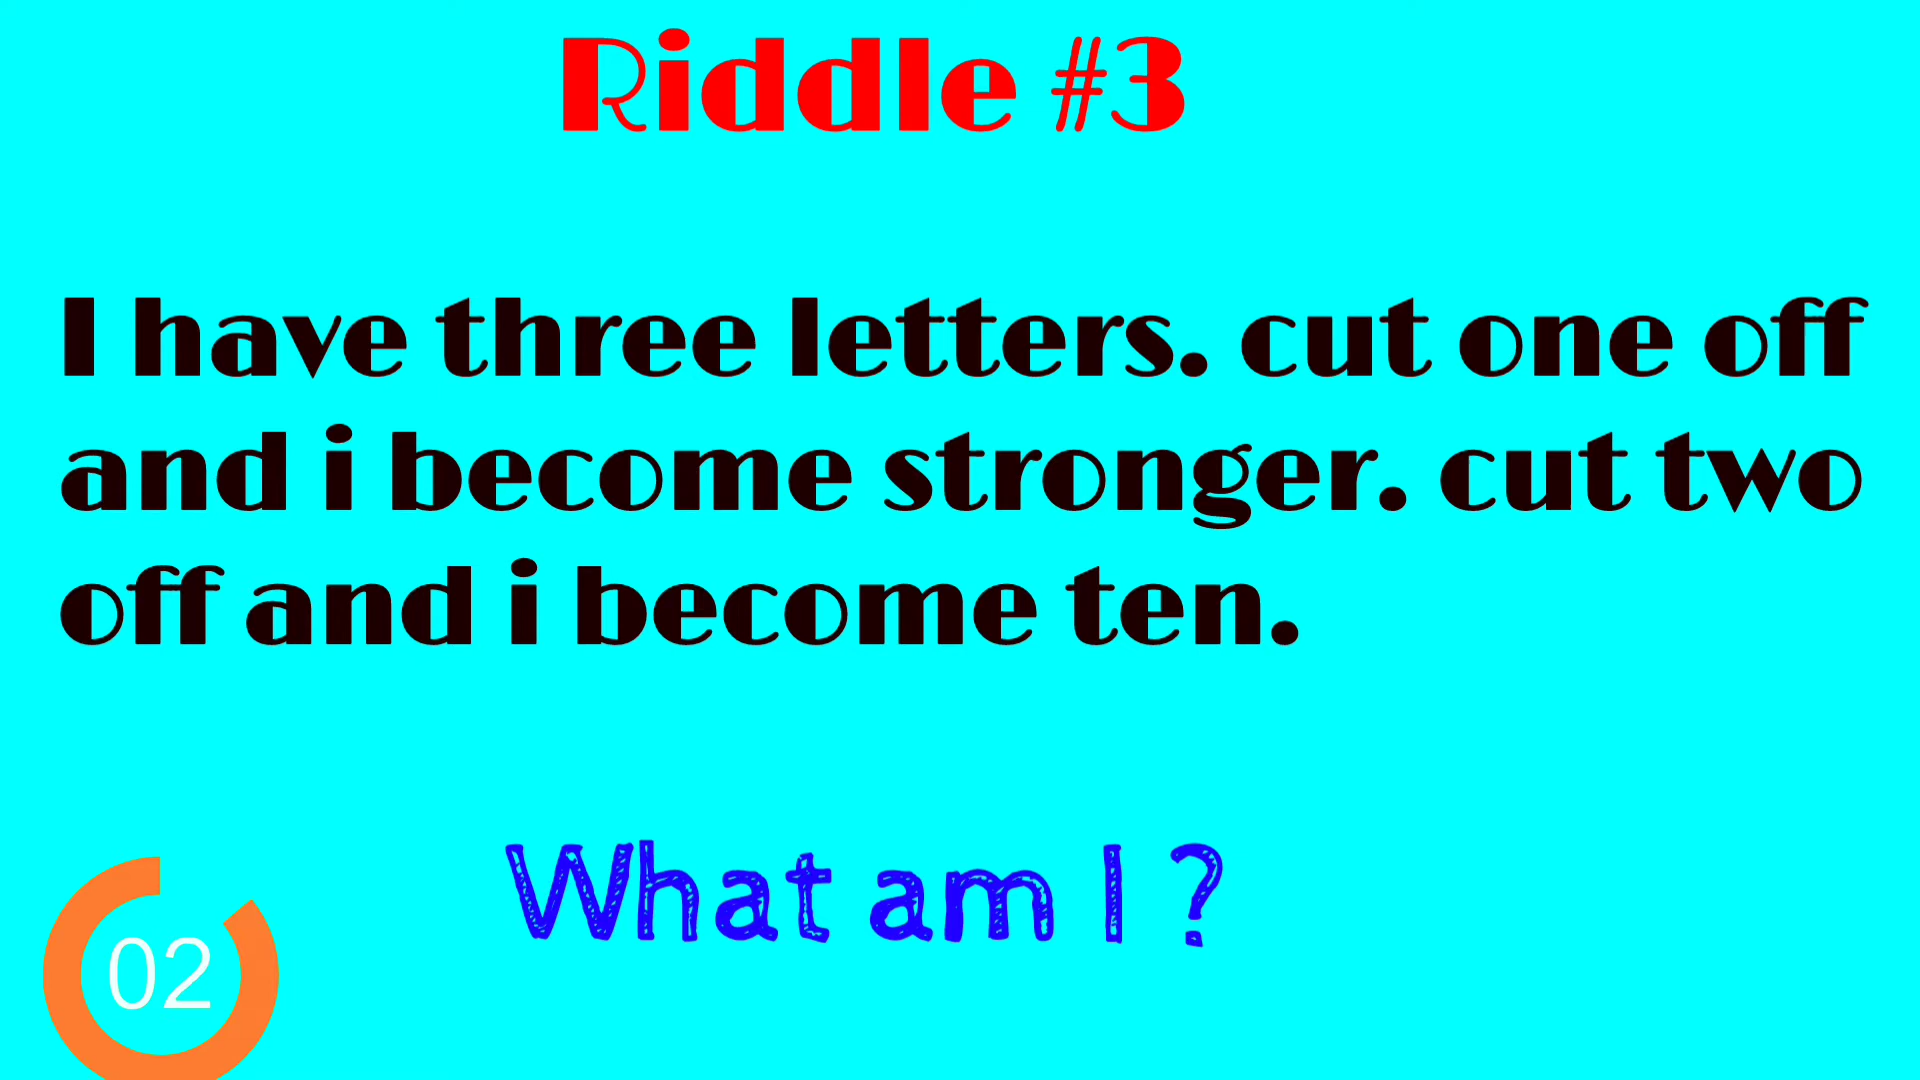 Riddle #3
I have three letters. cut one off
and i become stronger. cut two
off and i become ten.
What am I ?
02